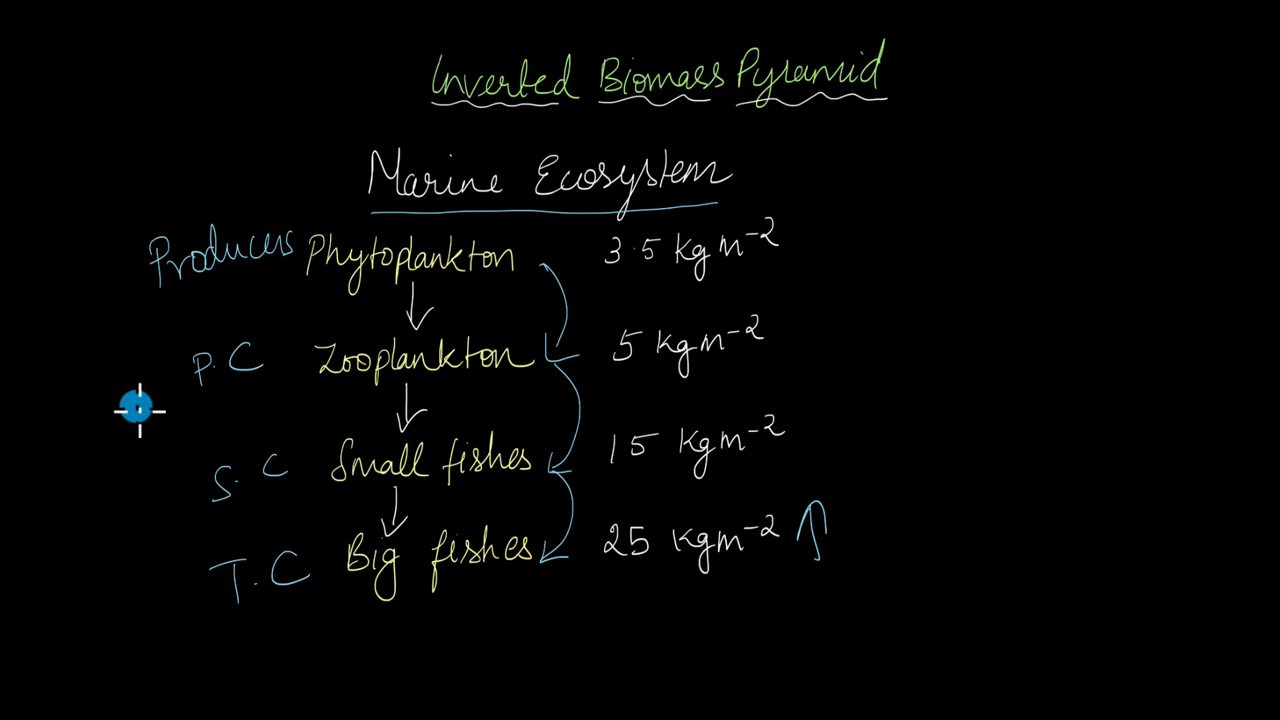 Inverted Biomass Pyramid
Marine Ecosystem
Producers Phytoplankton 3.5 Kgm-2
P.C Zooplankton 5 Kgm-2
S.C Small fishes 15 Kgm-2
T.C Big fishes 25 Kgm-2